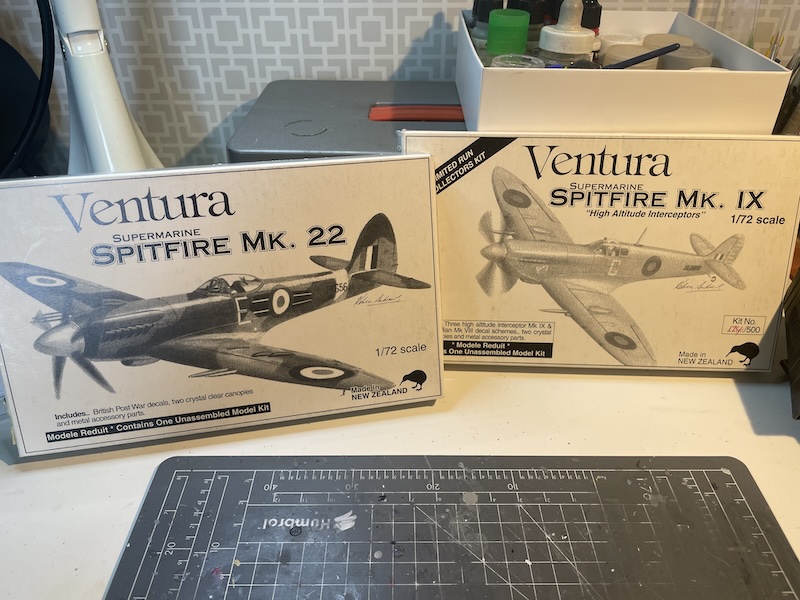 Ventura
SUPERMARINE
SPITFIRE MK. 22
1/72 scale
Made in
NEW ZEALAND
Includes.. British Post War decals, two crystal clear canopies
and metal accessory parts.
Modele Reduit * Contains One Unassembled Model Kit
IMITED RUN
OLLECTORS KIT
Ventura
SUPERMARINE
SPITFIRE MK. IX
"High Altitude Interceptors"
1/72 scale
Three high altitude interceptor Mk IX &
Mk VIII decal schemes.. two crystal
and metal accessory parts.
* Modele Reduit *
s One Unassembled Model Kit
Kit No.
/500
Made in
NEW ZEALAND
Humbrol